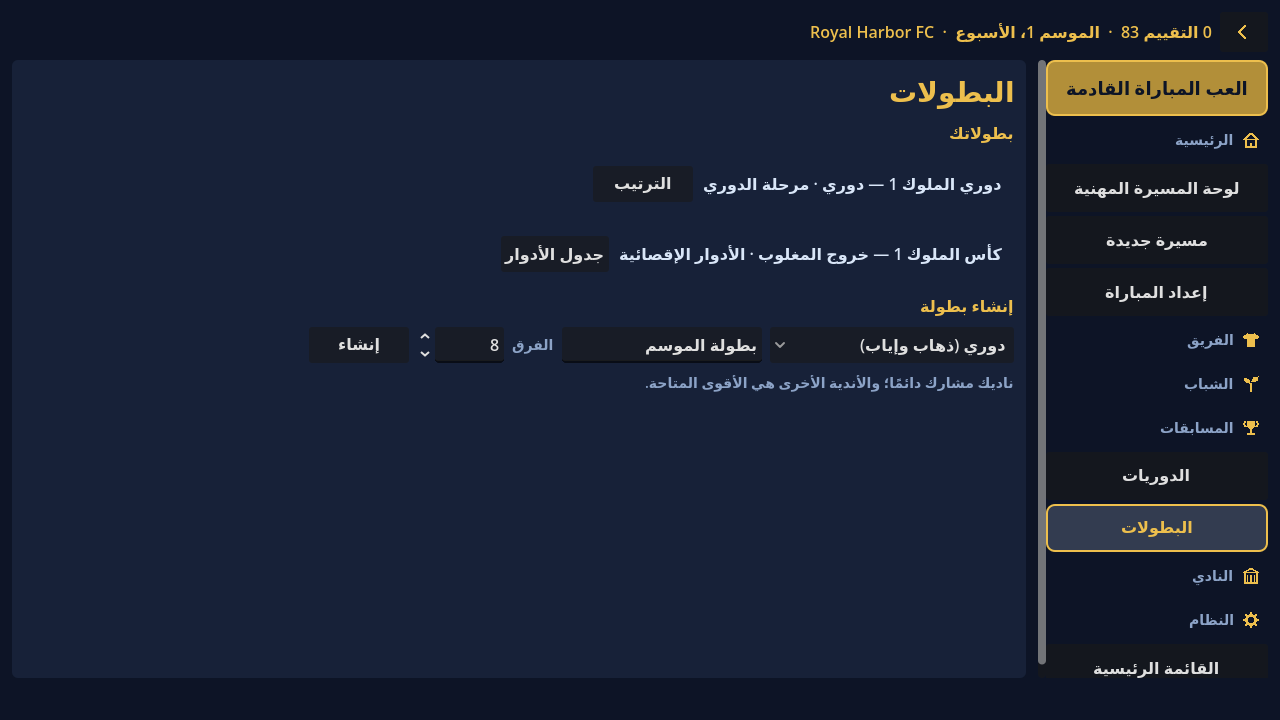 0 التقييم 83 · الموسم 1، الأسبوع · Royal Harbor FC
العب المباراة القادمة
الرئيسية
لوحة المسيرة المهنية
مسيرة جديدة
إعداد المباراة
الفريق
الشباب
المسابقات
الدوريات
البطولات
النادي
النظام
القائمة الرئيسية
البطولات
بطولاتك
دوري الملوك 1 — دوري · مرحلة الدوري الترتيب
كأس الملوك 1 — خروج المغلوب · الأدوار الإقصائية جدول الأدوار
إنشاء بطولة
دوري (ذهاب وإياب) بطولة الموسم الفرق 8 إنشاء
ناديك مشارك دائمًا؛ والأندية الأخرى هي الأقوى المتاحة.